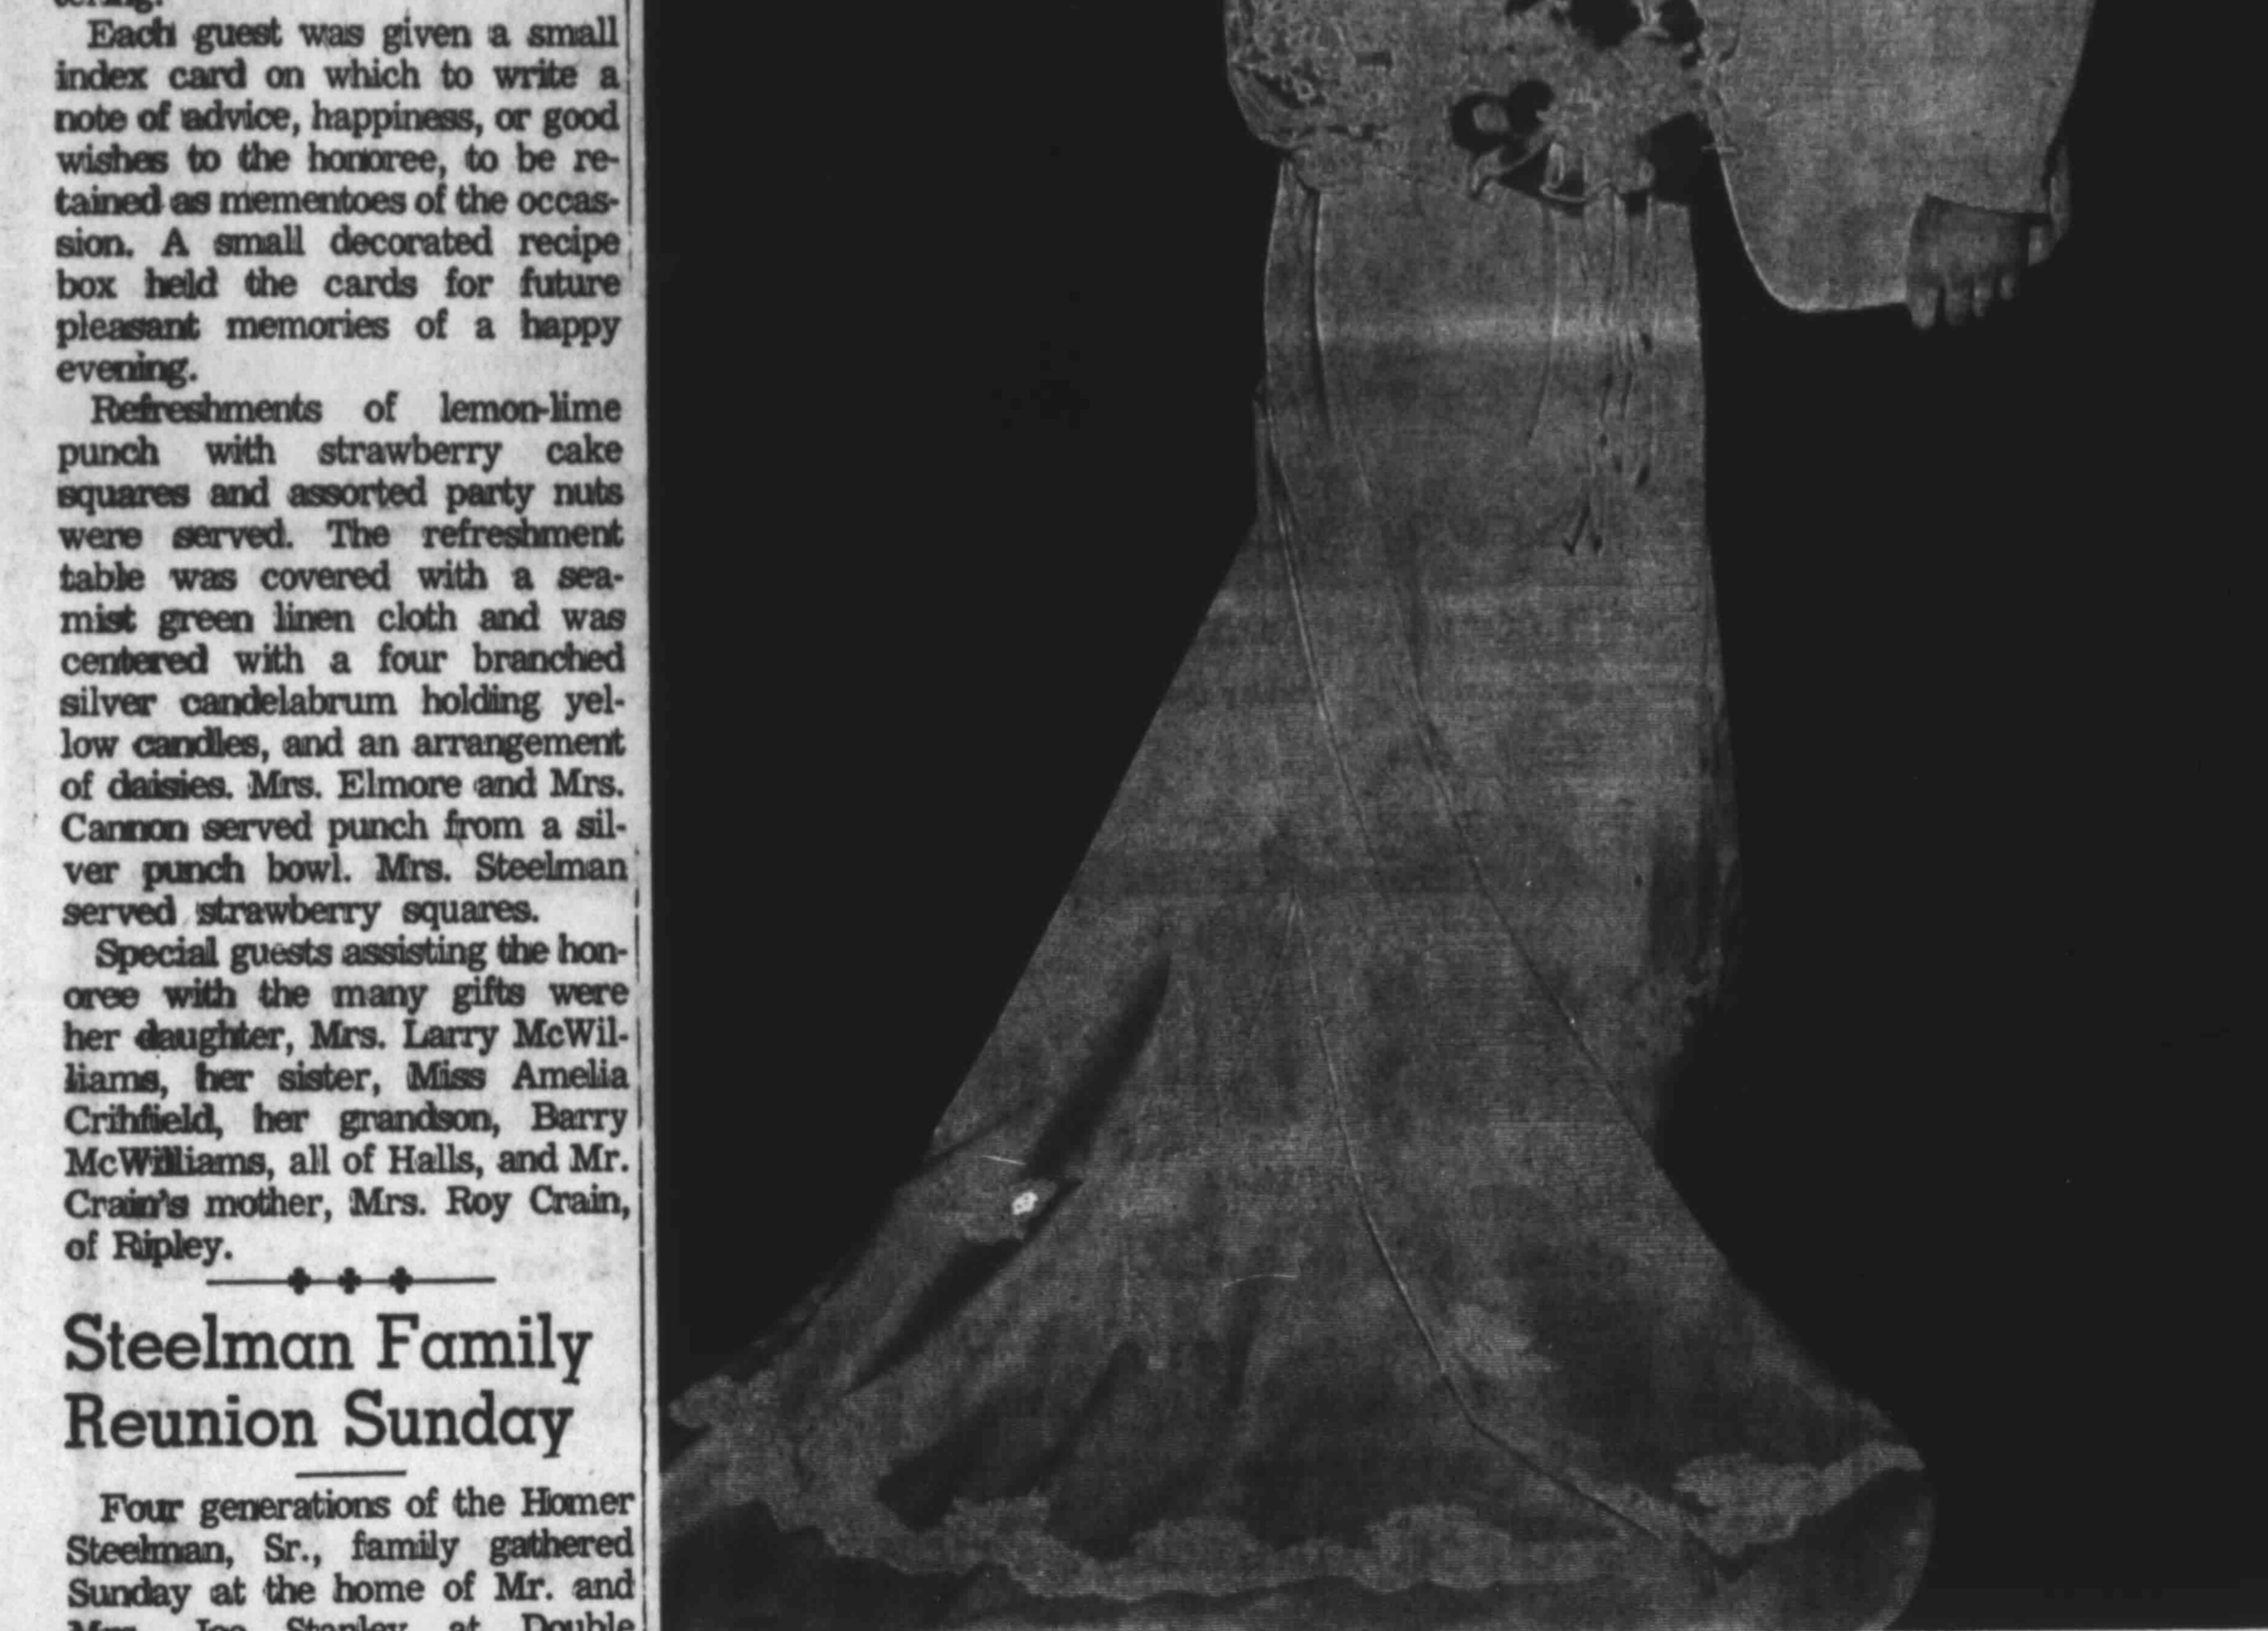 Each guest was given a small
index card on which to write a
note of advice, happiness, or good
wishes to the honoree, to be re-
tained as mementoes of the occas-
sion. A small decorated recipe
box held the cards for future
pleasant memories of a happy
evening.
Refreshments of lemon-lime
punch with strawberry cake
squares and assorted party nuts
were served. The refreshment
table was covered with a sea-
mist green linen cloth and was
centered with a four branched
silver candelabrum holding yel-
low candles, and an arrangement
of daisies. Mrs. Elmore and Mrs.
Cannon served punch from a sil-
ver punch bowl. Mrs. Steelman
served strawberry squares.
Special guests assisting the hon-
oree with the many gifts were
her daughter, Mrs. Larry McWil-
liams, her sister, Miss Amelia
Crihfield, her grandson, Barry
McWilliams, all of Halls, and Mr.
Crain's mother, Mrs. Roy Crain,
of Ripley.
Steelman Family
Reunion Sunday
Four generations of the Homer
Steelman, Sr., family gathered
Sunday at the home of Mr. and
Mrs. Joe Stanley at Double